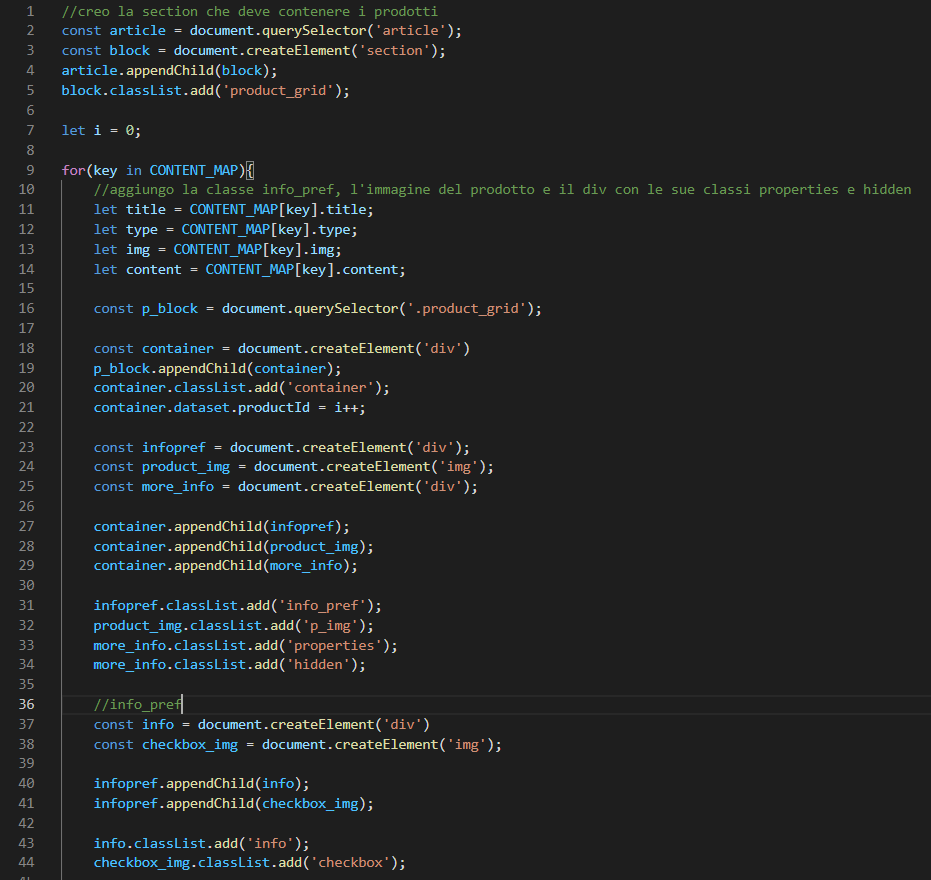 1 //creo la section che deve contenere i prodotti
2 const article = document.querySelector('article');
3 const block = document.createElement('section');
4 article.appendChild(block);
5 block.classList.add('product_grid');
6
7 let i = 0;
8
9 for(key in CONTENT_MAP){
10     //aggiungo la classe info_pref, l'immagine del prodotto e il div con le sue classi properties e hidden
11     let title = CONTENT_MAP[key].title;
12     let type = CONTENT_MAP[key].type;
13     let img = CONTENT_MAP[key].img;
14     let content = CONTENT_MAP[key].content;
15
16     const p_block = document.querySelector('.product_grid');
17
18     const container = document.createElement('div')
19     p_block.appendChild(container);
20     container.classList.add('container');
21     container.dataset.productId = i++;
22
23     const infopref = document.createElement('div');
24     const product_img = document.createElement('img');
25     const more_info = document.createElement('div');
26
27     container.appendChild(infopref);
28     container.appendChild(product_img);
29     container.appendChild(more_info);
30
31     infopref.classList.add('info_pref');
32     product_img.classList.add('p_img');
33     more_info.classList.add('properties');
34     more_info.classList.add('hidden');
35
36     //info_pref
37     const info = document.createElement('div')
38     const checkbox_img = document.createElement('img');
39
40     infopref.appendChild(info);
41     infopref.appendChild(checkbox_img);
42
43     info.classList.add('info');
44     checkbox_img.classList.add('checkbox');